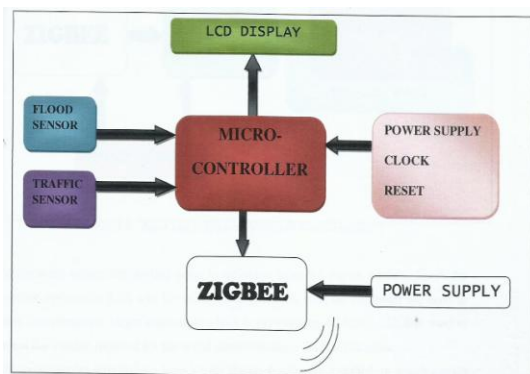 LCD DISPLAY
FLOOD
SENSOR
MICRO-
CONTROLLER
POWER SUPPLY
CLOCK
RESET
TRAFFIC
SENSOR
ZIGBEE
POWER SUPPLY